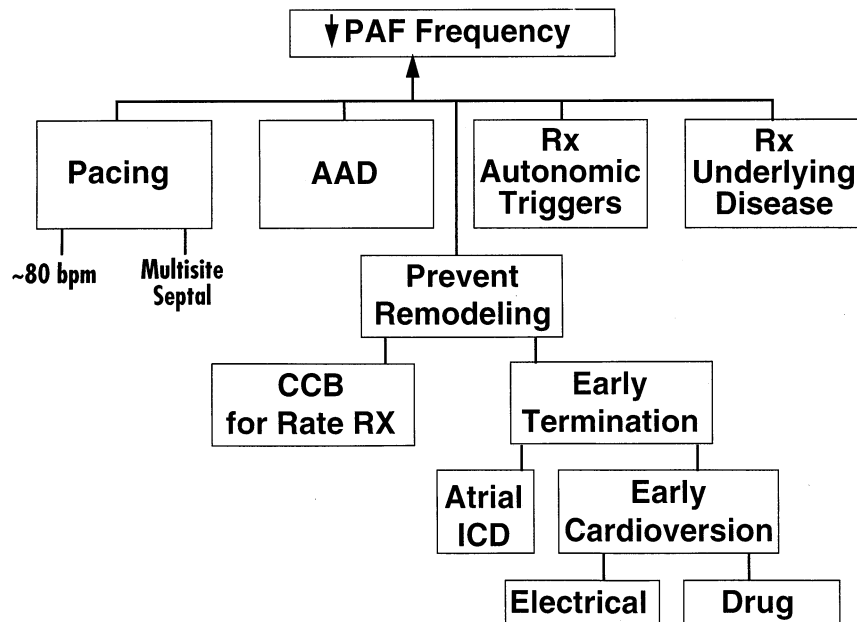 ↓ PAF Frequency
Pacing
AAD
Rx
Autonomic
Triggers
Rx
Underlying
Disease
~80 bpm
Multisite
Septal
Prevent
Remodeling
CCB
for Rate RX
Early
Termination
Atrial
ICD
Early
Cardioversion
Electrical
Drug